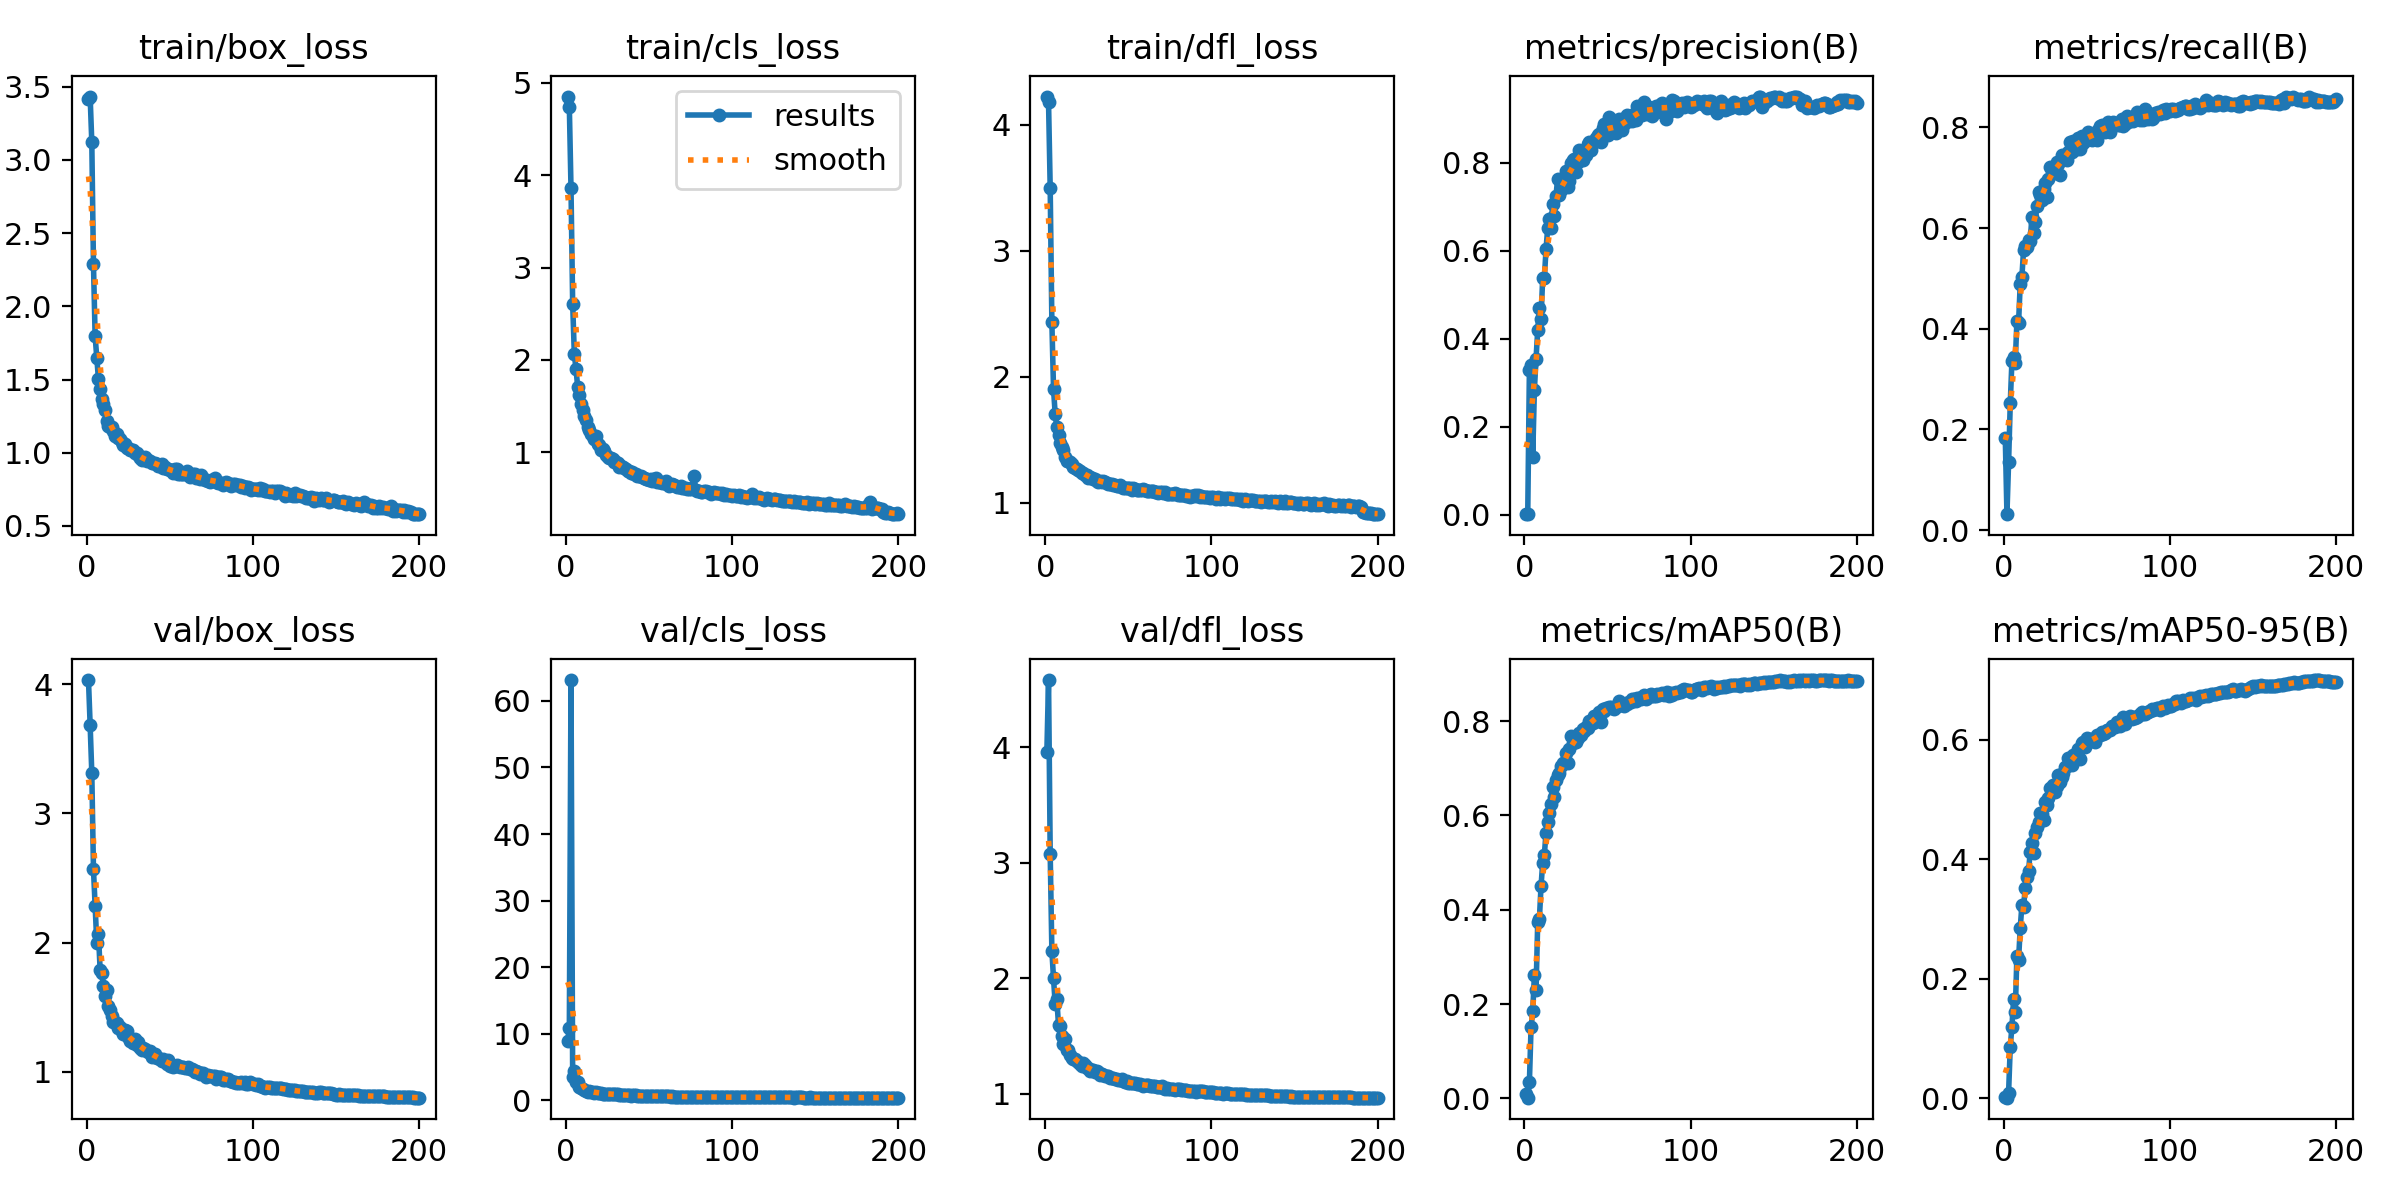 train/box_loss
3.5
3.0
2.5
2.0
1.5
1.0
0.5
0 100 200
train/cls_loss
results
smooth
5
4
3
2
1
0 100 200
train/dfl_loss
4
3
2
1
0 100 200
metrics/precision(B)
0.8
0.6
0.4
0.2
0.0
0 100 200
metrics/recall(B)
0.8
0.6
0.4
0.2
0.0
0 100 200
val/box_loss
4
3
2
1
0 100 200
val/cls_loss
60
50
40
30
20
10
0
0 100 200
val/dfl_loss
4
3
2
1
0 100 200
metrics/mAP50(B)
0.8
0.6
0.4
0.2
0.0
0 100 200
metrics/mAP50-95(B)
0.6
0.4
0.2
0.0
0 100 200